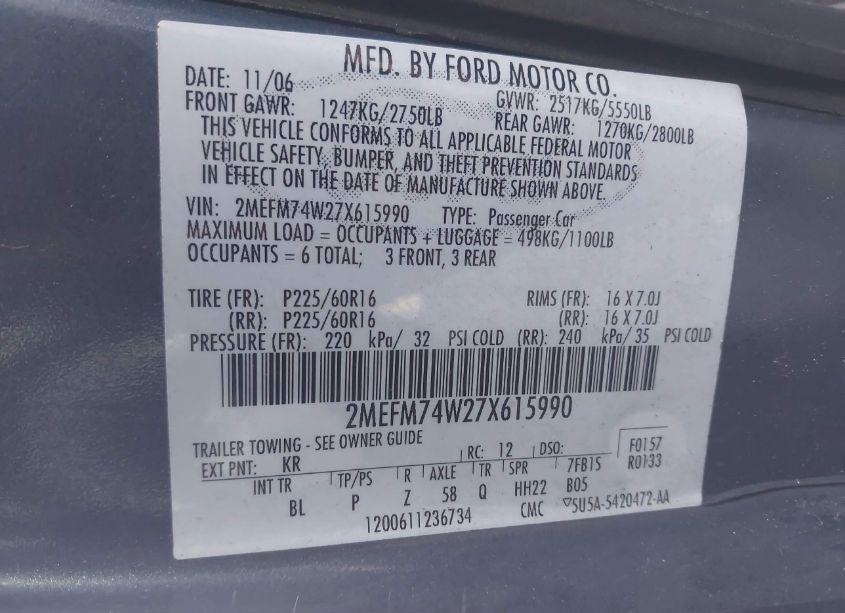 MFD. BY FORD MOTOR CO.
DATE: 11/06 GVWR: 2517KG/5550LB
FRONT GAWR: 1247KG/2750LB REAR GAWR: 1270KG/2800LB
THIS VEHICLE CONFORMS TO ALL APPLICABLE FEDERAL MOTOR
VEHICLE SAFETY, BUMPER, AND THEFT PREVENTION STANDARDS
IN EFFECT ON THE DATE OF MANUFACTURE SHOWN ABOVE.
VIN: 2MEFM74W27X615990 TYPE: Passenger Car
MAXIMUM LOAD = OCCUPANTS + LUGGAGE = 498KG/1100LB
OCCUPANTS = 6 TOTAL; 3 FRONT, 3 REAR
TIRE (FR): P225/60R16 RIMS (FR): 16 X 7.0J
(RR): P225/60R16 (RR): 16 X 7.0J
PRESSURE (FR): 220 kPa/ 32 PSI COLD (RR): 240 kPa/ 35 PSI COLD
2MEFM74W27X615990
TRAILER TOWING - SEE OWNER GUIDE
EXT PNT: KR RC: 12 DSO: F0157
R0133
INT TR TP/PS R AXLE TR SPR 7FB15
BL P Z 58 Q HH22 B05
1200611236734 CMC ▽5U5A-5420472-AA